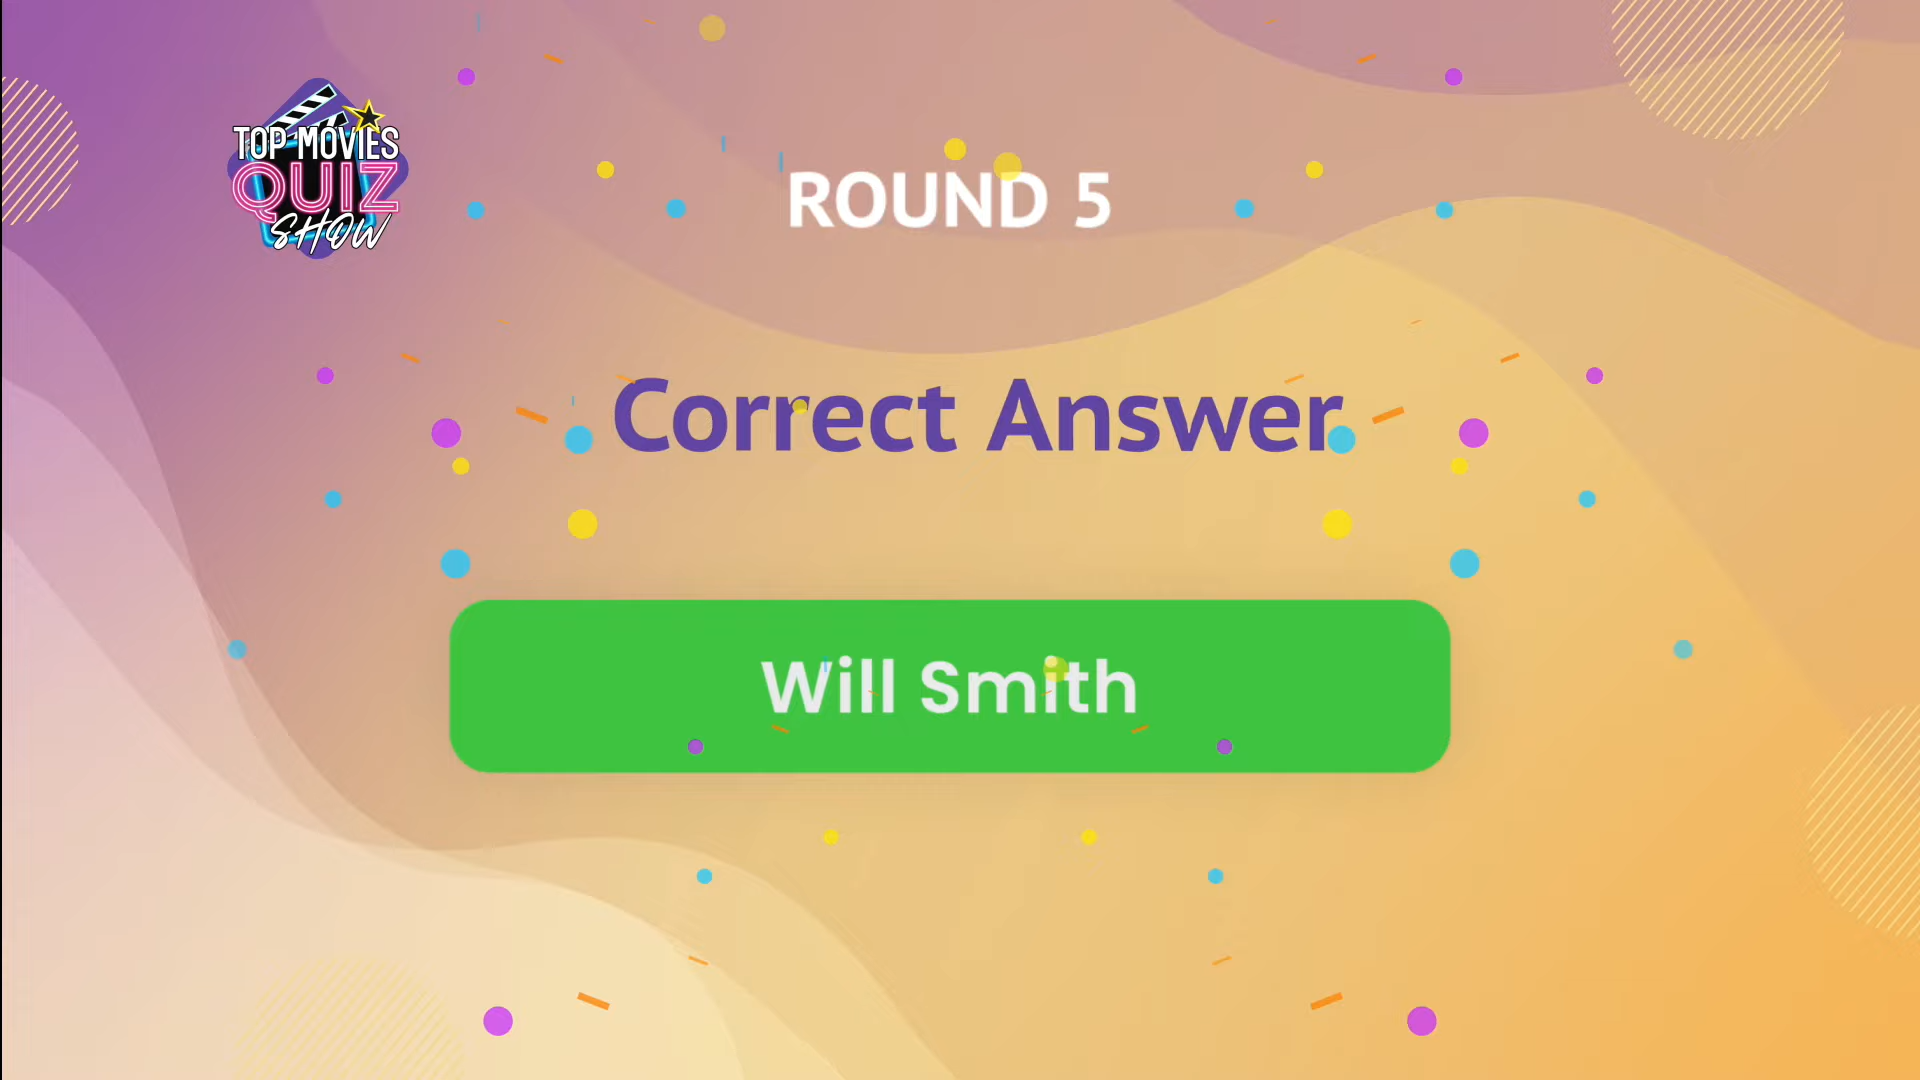 TOP MOVIES
QUIZ
SHOW
ROUND 5
Correct Answer
Will Smith